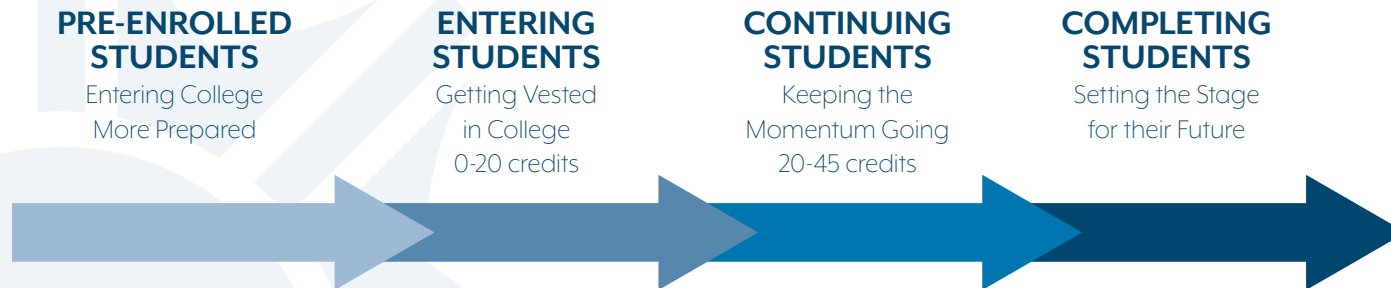 PRE-ENROLLED
STUDENTS
Entering College
More Prepared
ENTERING
STUDENTS
Getting Vested
in College
0-20 credits
CONTINUING
STUDENTS
Keeping the
Momentum Going
20-45 credits
COMPLETING
STUDENTS
Setting the Stage
for their Future